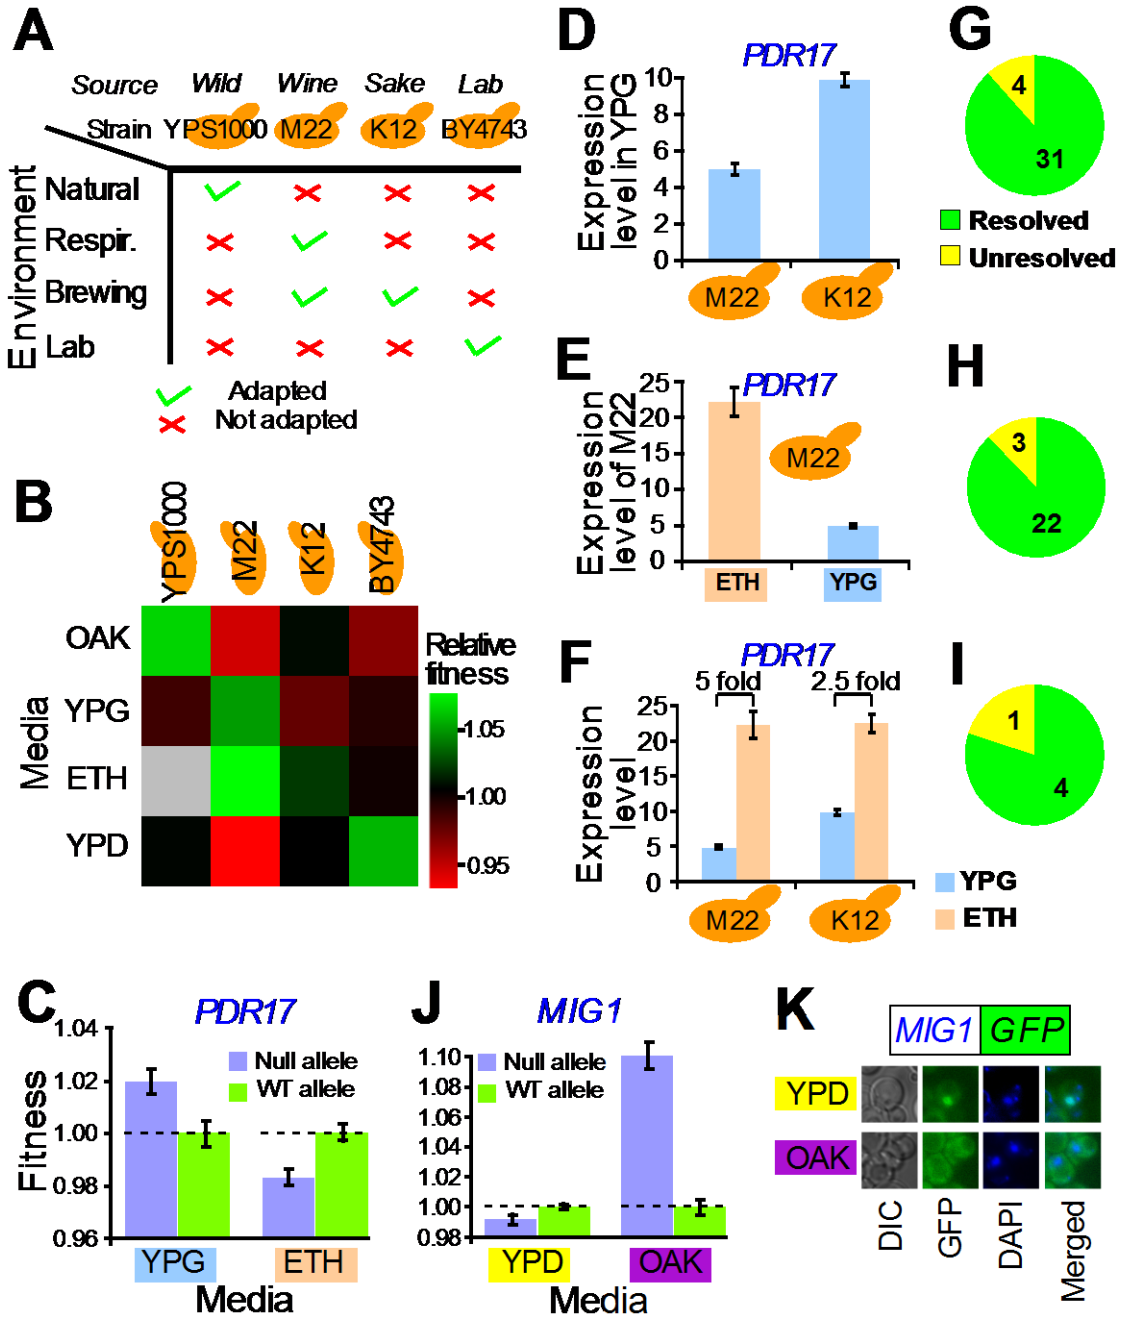 A
Source Wild Wine Sake Lab
Strain YPS1000 M22 K12 BY4743
Environment
Natural
Respir.
Brewing
Lab
Adapted
Not adapted
B
YPS1000 M22 K12 BY4743
Media
OAK
YPG
ETH
YPD
Relative
fitness
1.05
1.00
0.95
C
PDR17
Fitness
1.04
1.02
1.00
0.98
0.96
Null allele
WT allele
YPG ETH
Media
D
PDR17
Expression
level in YPG
10
8
6
4
2
0
M22 K12
E
PDR17
Expression
level of M22
25
20
15
10
5
0
M22
ETH YPG
F
PDR17
5 fold 2.5 fold
Expression
level
25
20
15
10
5
0
M22 K12
YPG
ETH
G
4
31
Resolved
Unresolved
H
3
22
I
1
4
J
MIG1
1.10
1.08
1.06
1.04
1.02
1.00
0.98
Null allele
WT allele
YPD OAK
Media
K
MIG1 GFP
YPD
OAK
DIC GFP DAPI Merged